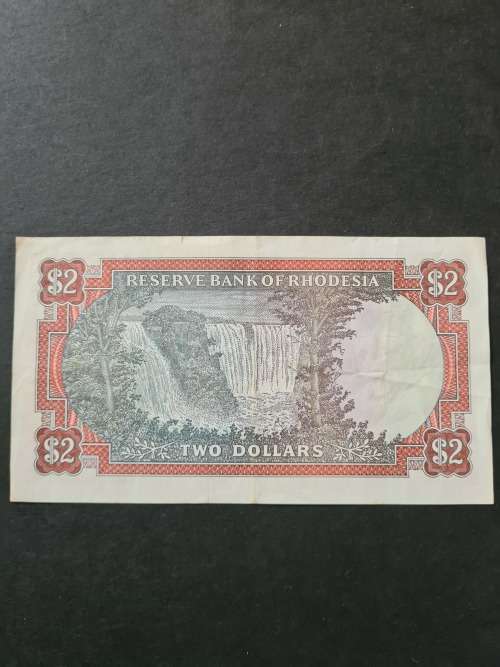 $2 RESERVE BANK OF RHODESIA $2
$2 TWO DOLLARS $2